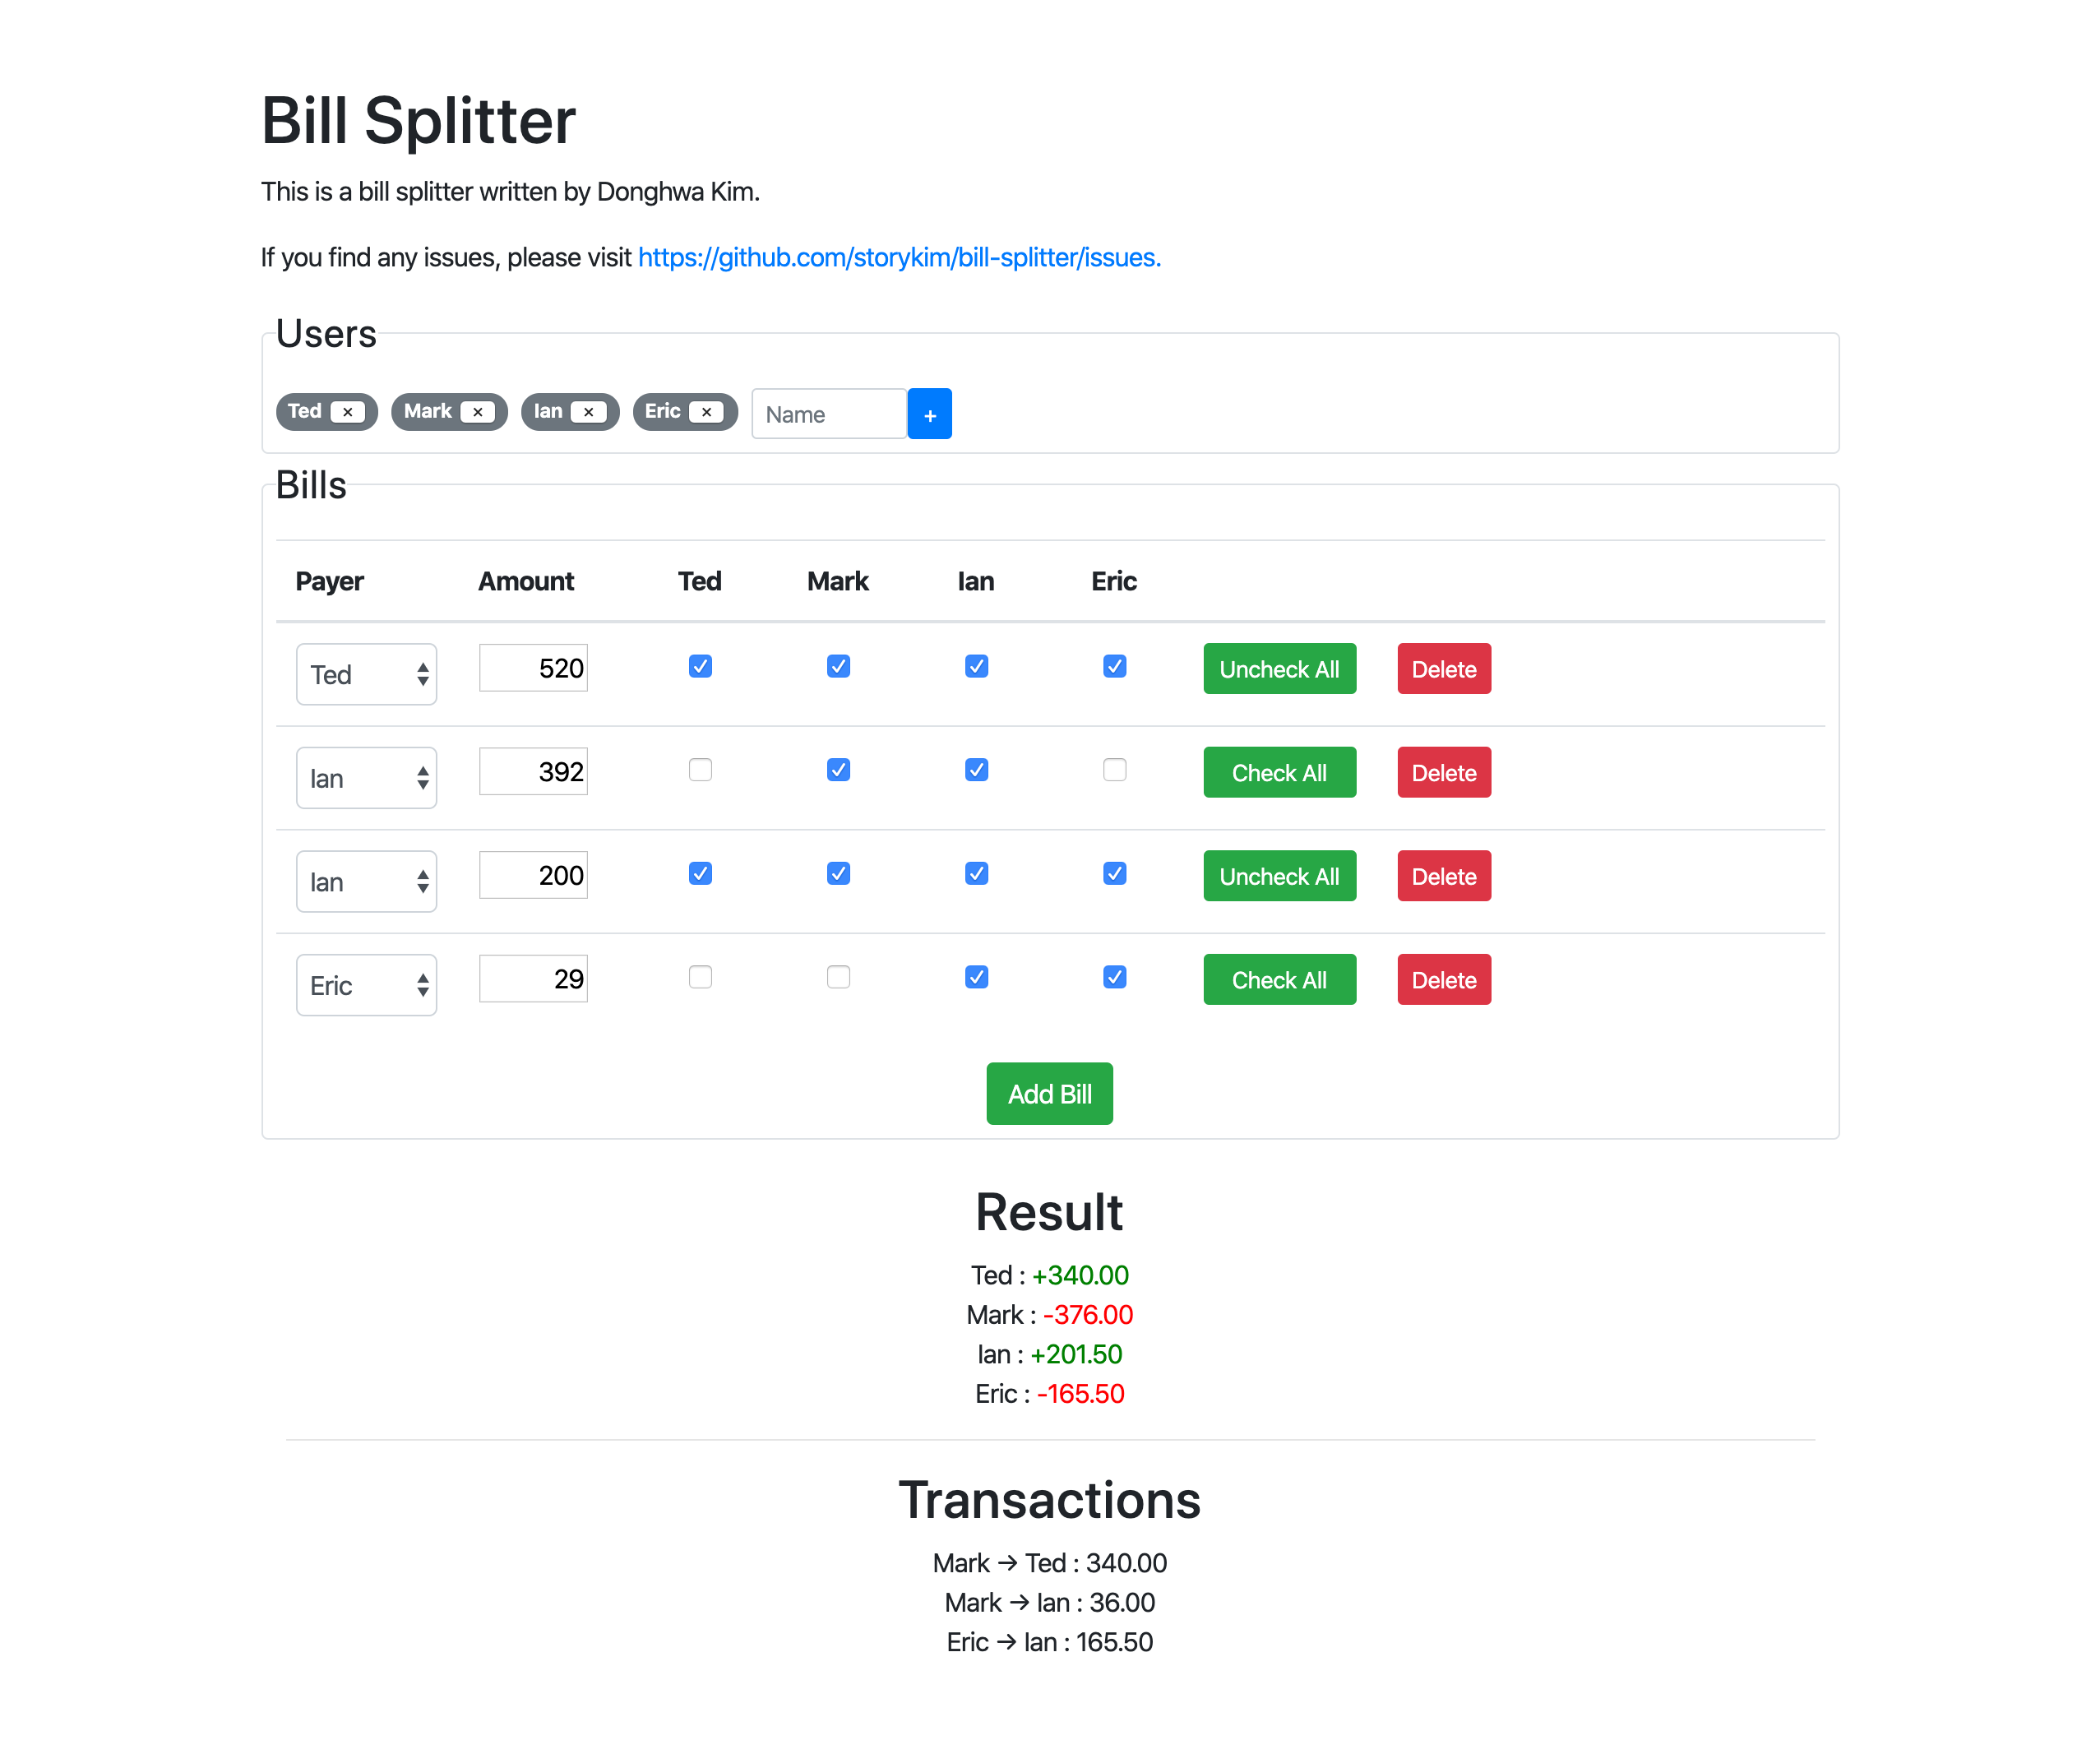 Bill Splitter
This is a bill splitter written by Donghwa Kim.
If you find any issues, please visit https://github.com/storykim/bill-splitter/issues.
Users
Ted × Mark × Ian × Eric × Name +
Bills
Payer Amount Ted Mark Ian Eric
Ted 520 Uncheck All Delete
Ian 392 Check All Delete
Ian 200 Uncheck All Delete
Eric 29 Check All Delete
Add Bill
Result
Ted : +340.00
Mark : -376.00
Ian : +201.50
Eric : -165.50
Transactions
Mark → Ted : 340.00
Mark → Ian : 36.00
Eric → Ian : 165.50